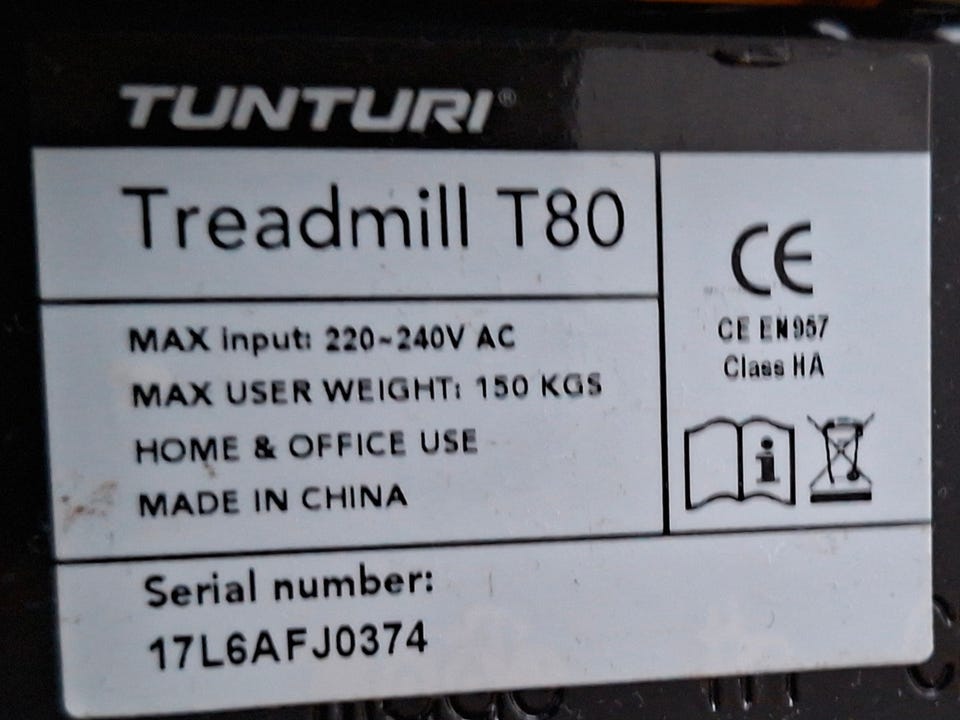 TUNTURI®
Treadmill T80
MAX input: 220~240V AC
MAX USER WEIGHT: 150 KGS
HOME & OFFICE USE
MADE IN CHINA
CE
CE EN957
Class HA
i
Serial number:
17L6AFJ0374